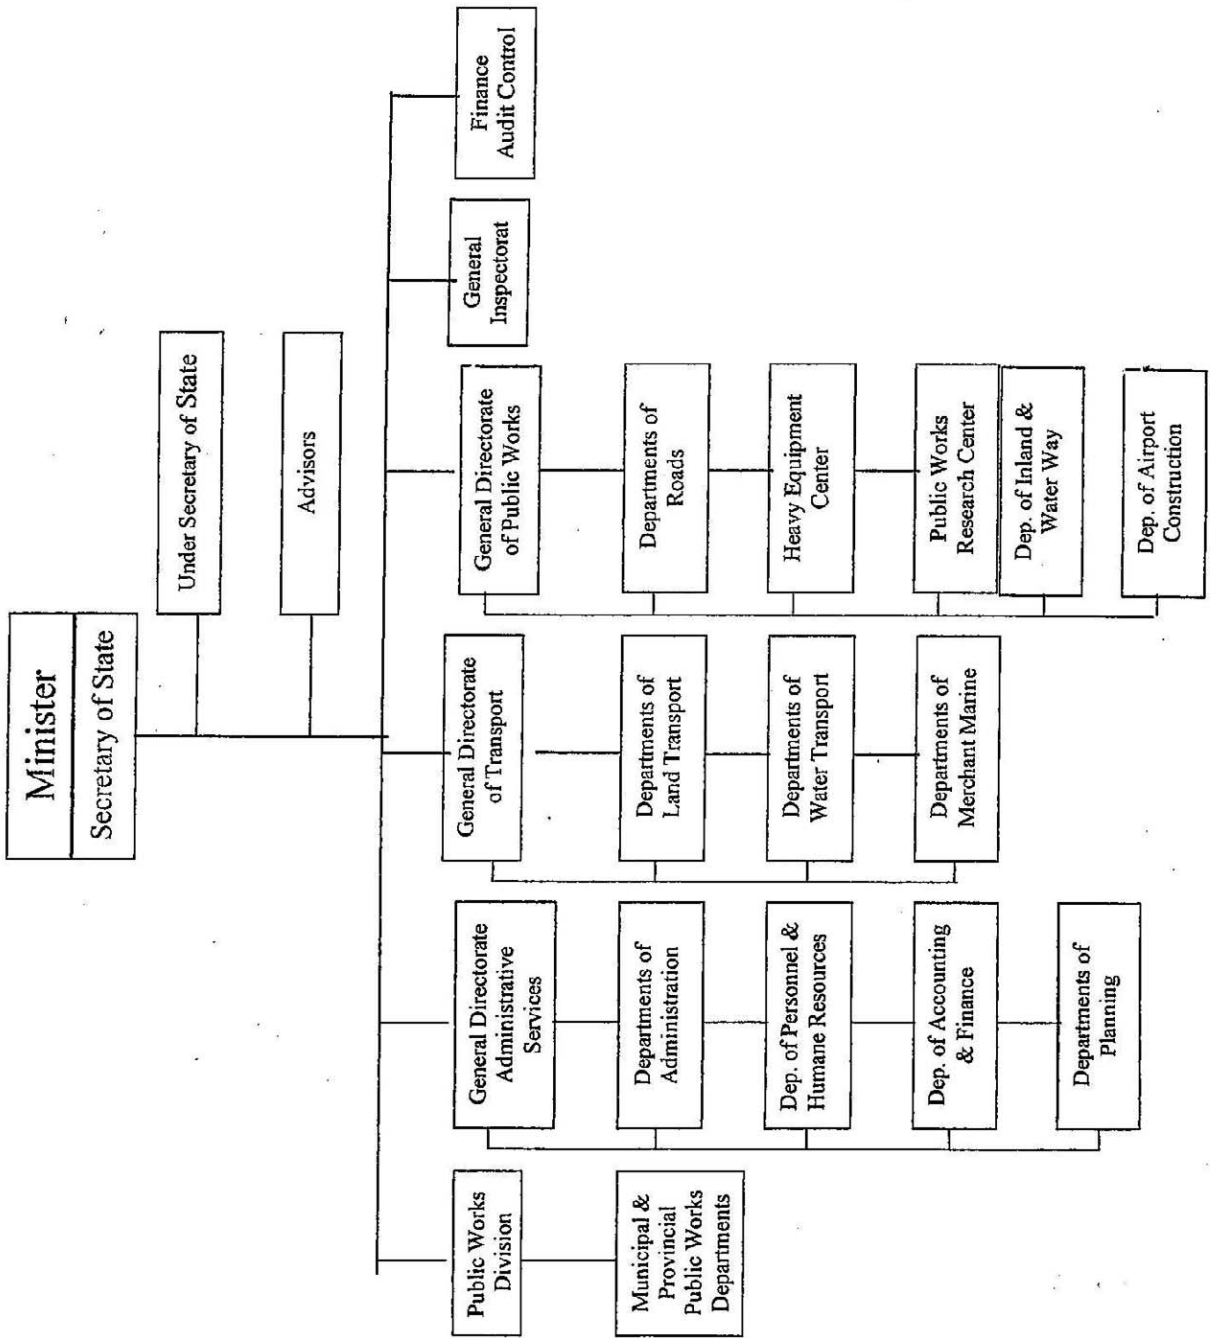 Minister
Secretary of State
Under Secretary of State
Advisors
Public Works
Division
Municipal &
Provincial
Public Works
Departments
General Directorate
Administrative
Services
Departments of
Administration
Dep. of Personnel &
Humane Resources
Dep. of Accounting
& Finance
Departments of
Planning
General Directorate
of Transport
Departments of
Land Transport
Departments of
Water Transport
Departments of
Merchant Marine
General Directorate
of Public Works
Departments of
Roads
Heavy Equipment
Center
Public Works
Research Center
Dep. of Inland &
Water Way
Dep. of Airport
Construction
General
Inspectorat
Finance
Audit Control